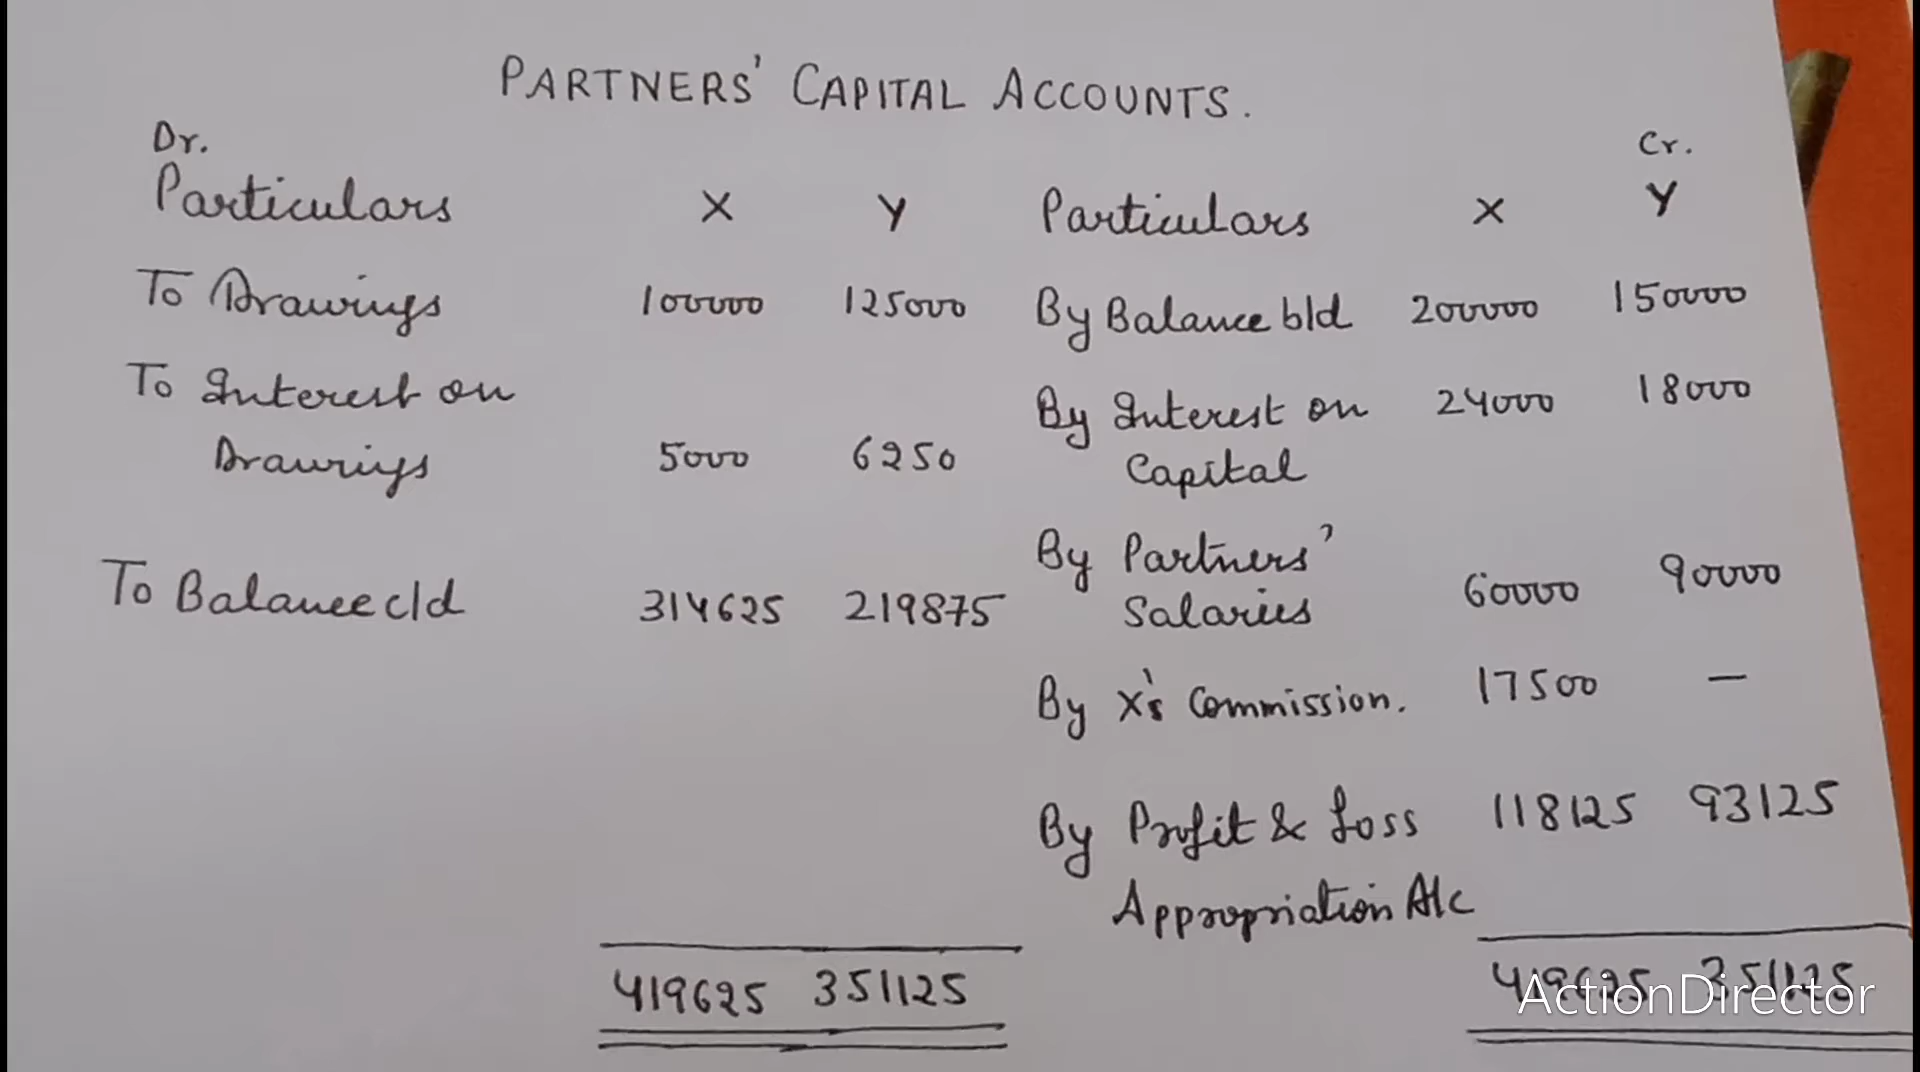 PARTNERS' CAPITAL ACCOUNTS.
Dr. Cr.
Particulars X Y Particulars X Y
To Drawings 100000 125000 By Balance b/d 200000 150000
To Interest on By Interest on 24000 18000
Drawings 5000 6250 Capital
By Partners'
To Balance c/d 314625 219875 Salaries 60000 90000
By X's Commission. 17500 —
By Profit & Loss 118125 93125
Appropriation A/c
419625 351125 419625 351125
ActionDirector